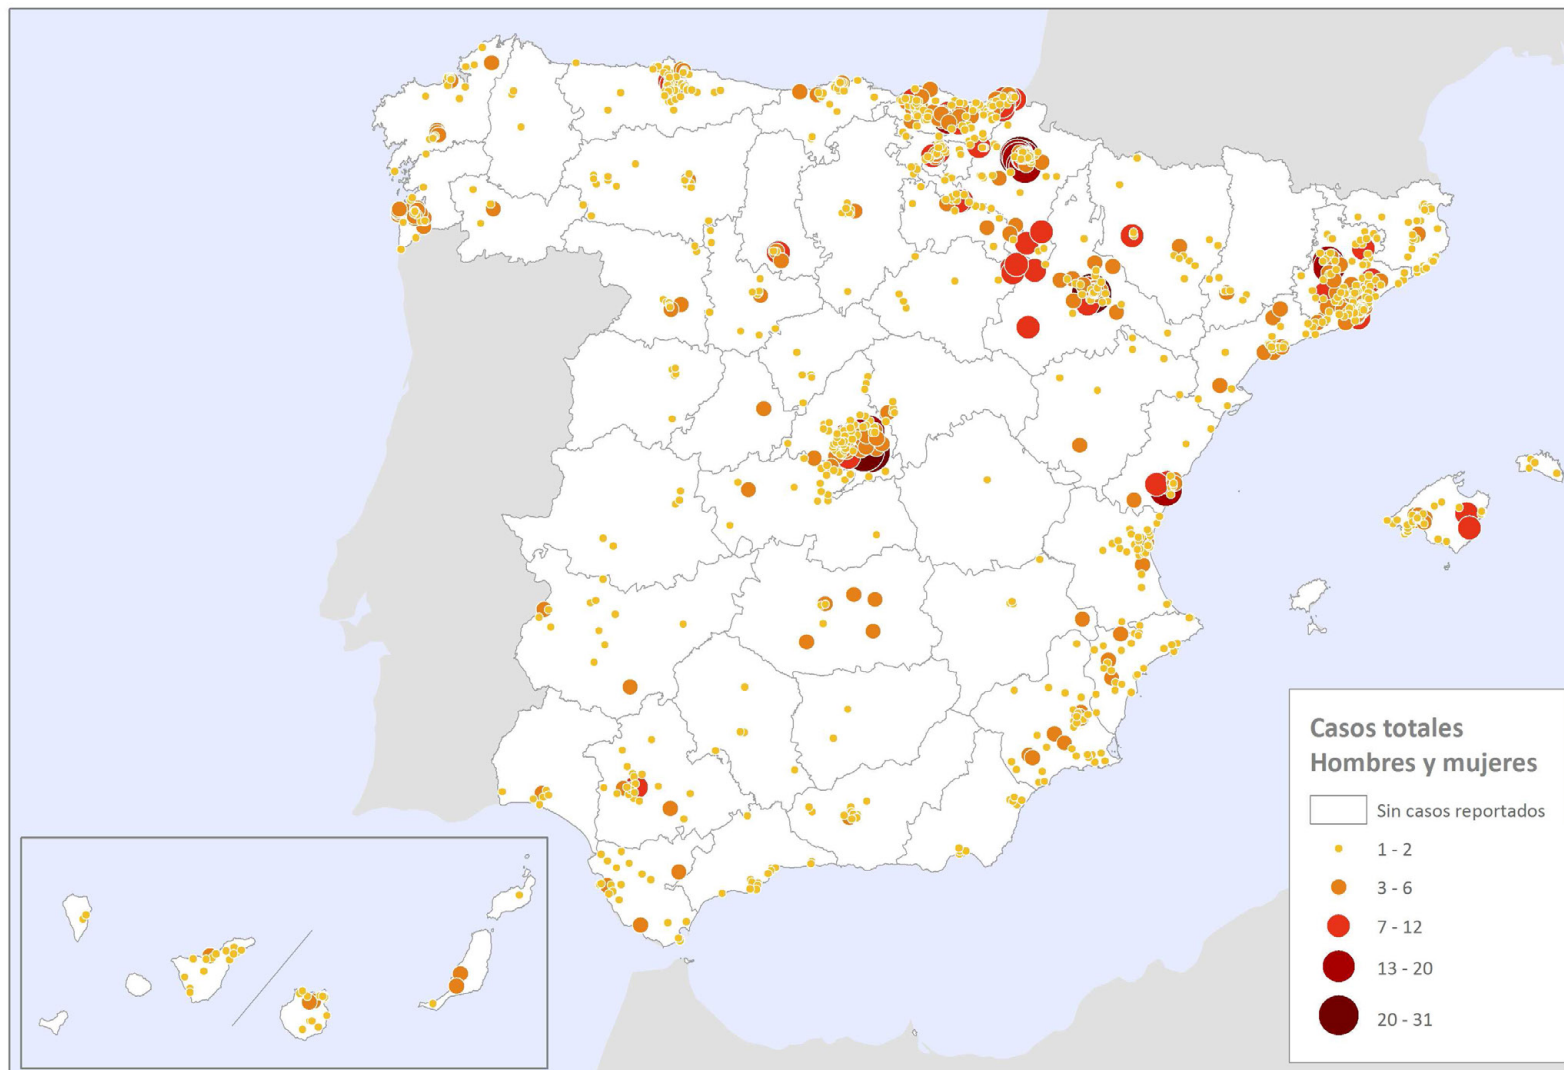 Casos totales
Hombres y mujeres
Sin casos reportados
1 - 2
3 - 6
7 - 12
13 - 20
20 - 31